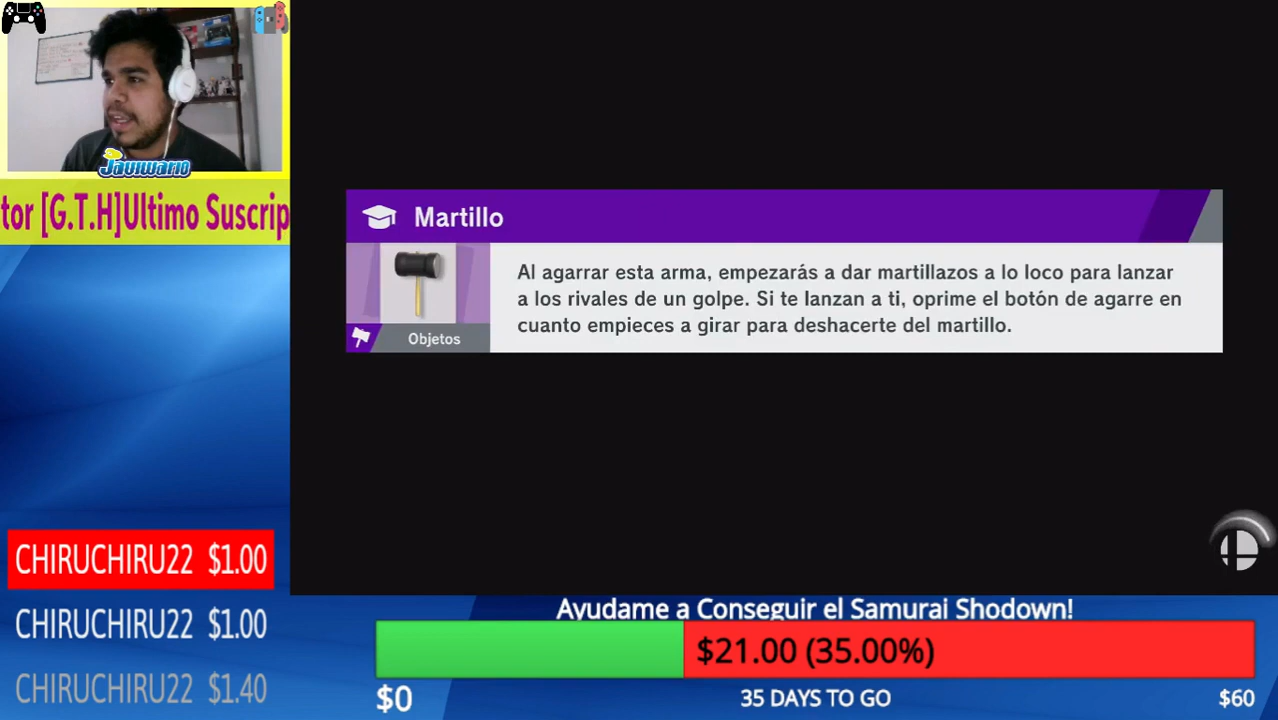 Javiwario
tor [G.T.H]Ultimo Suscrip
Martillo
Al agarrar esta arma, empezarás a dar martillazos a lo loco para lanzar
a los rivales de un golpe. Si te lanzan a ti, oprime el botón de agarre en
cuanto empieces a girar para deshacerte del martillo.
Objetos
CHIRUCHIRU22 $1.00
CHIRUCHIRU22 $1.00
CHIRUCHIRU22 $1.40
Ayudame a Conseguir el Samurai Shodown!
$21.00 (35.00%)
$0
35 DAYS TO GO
$60